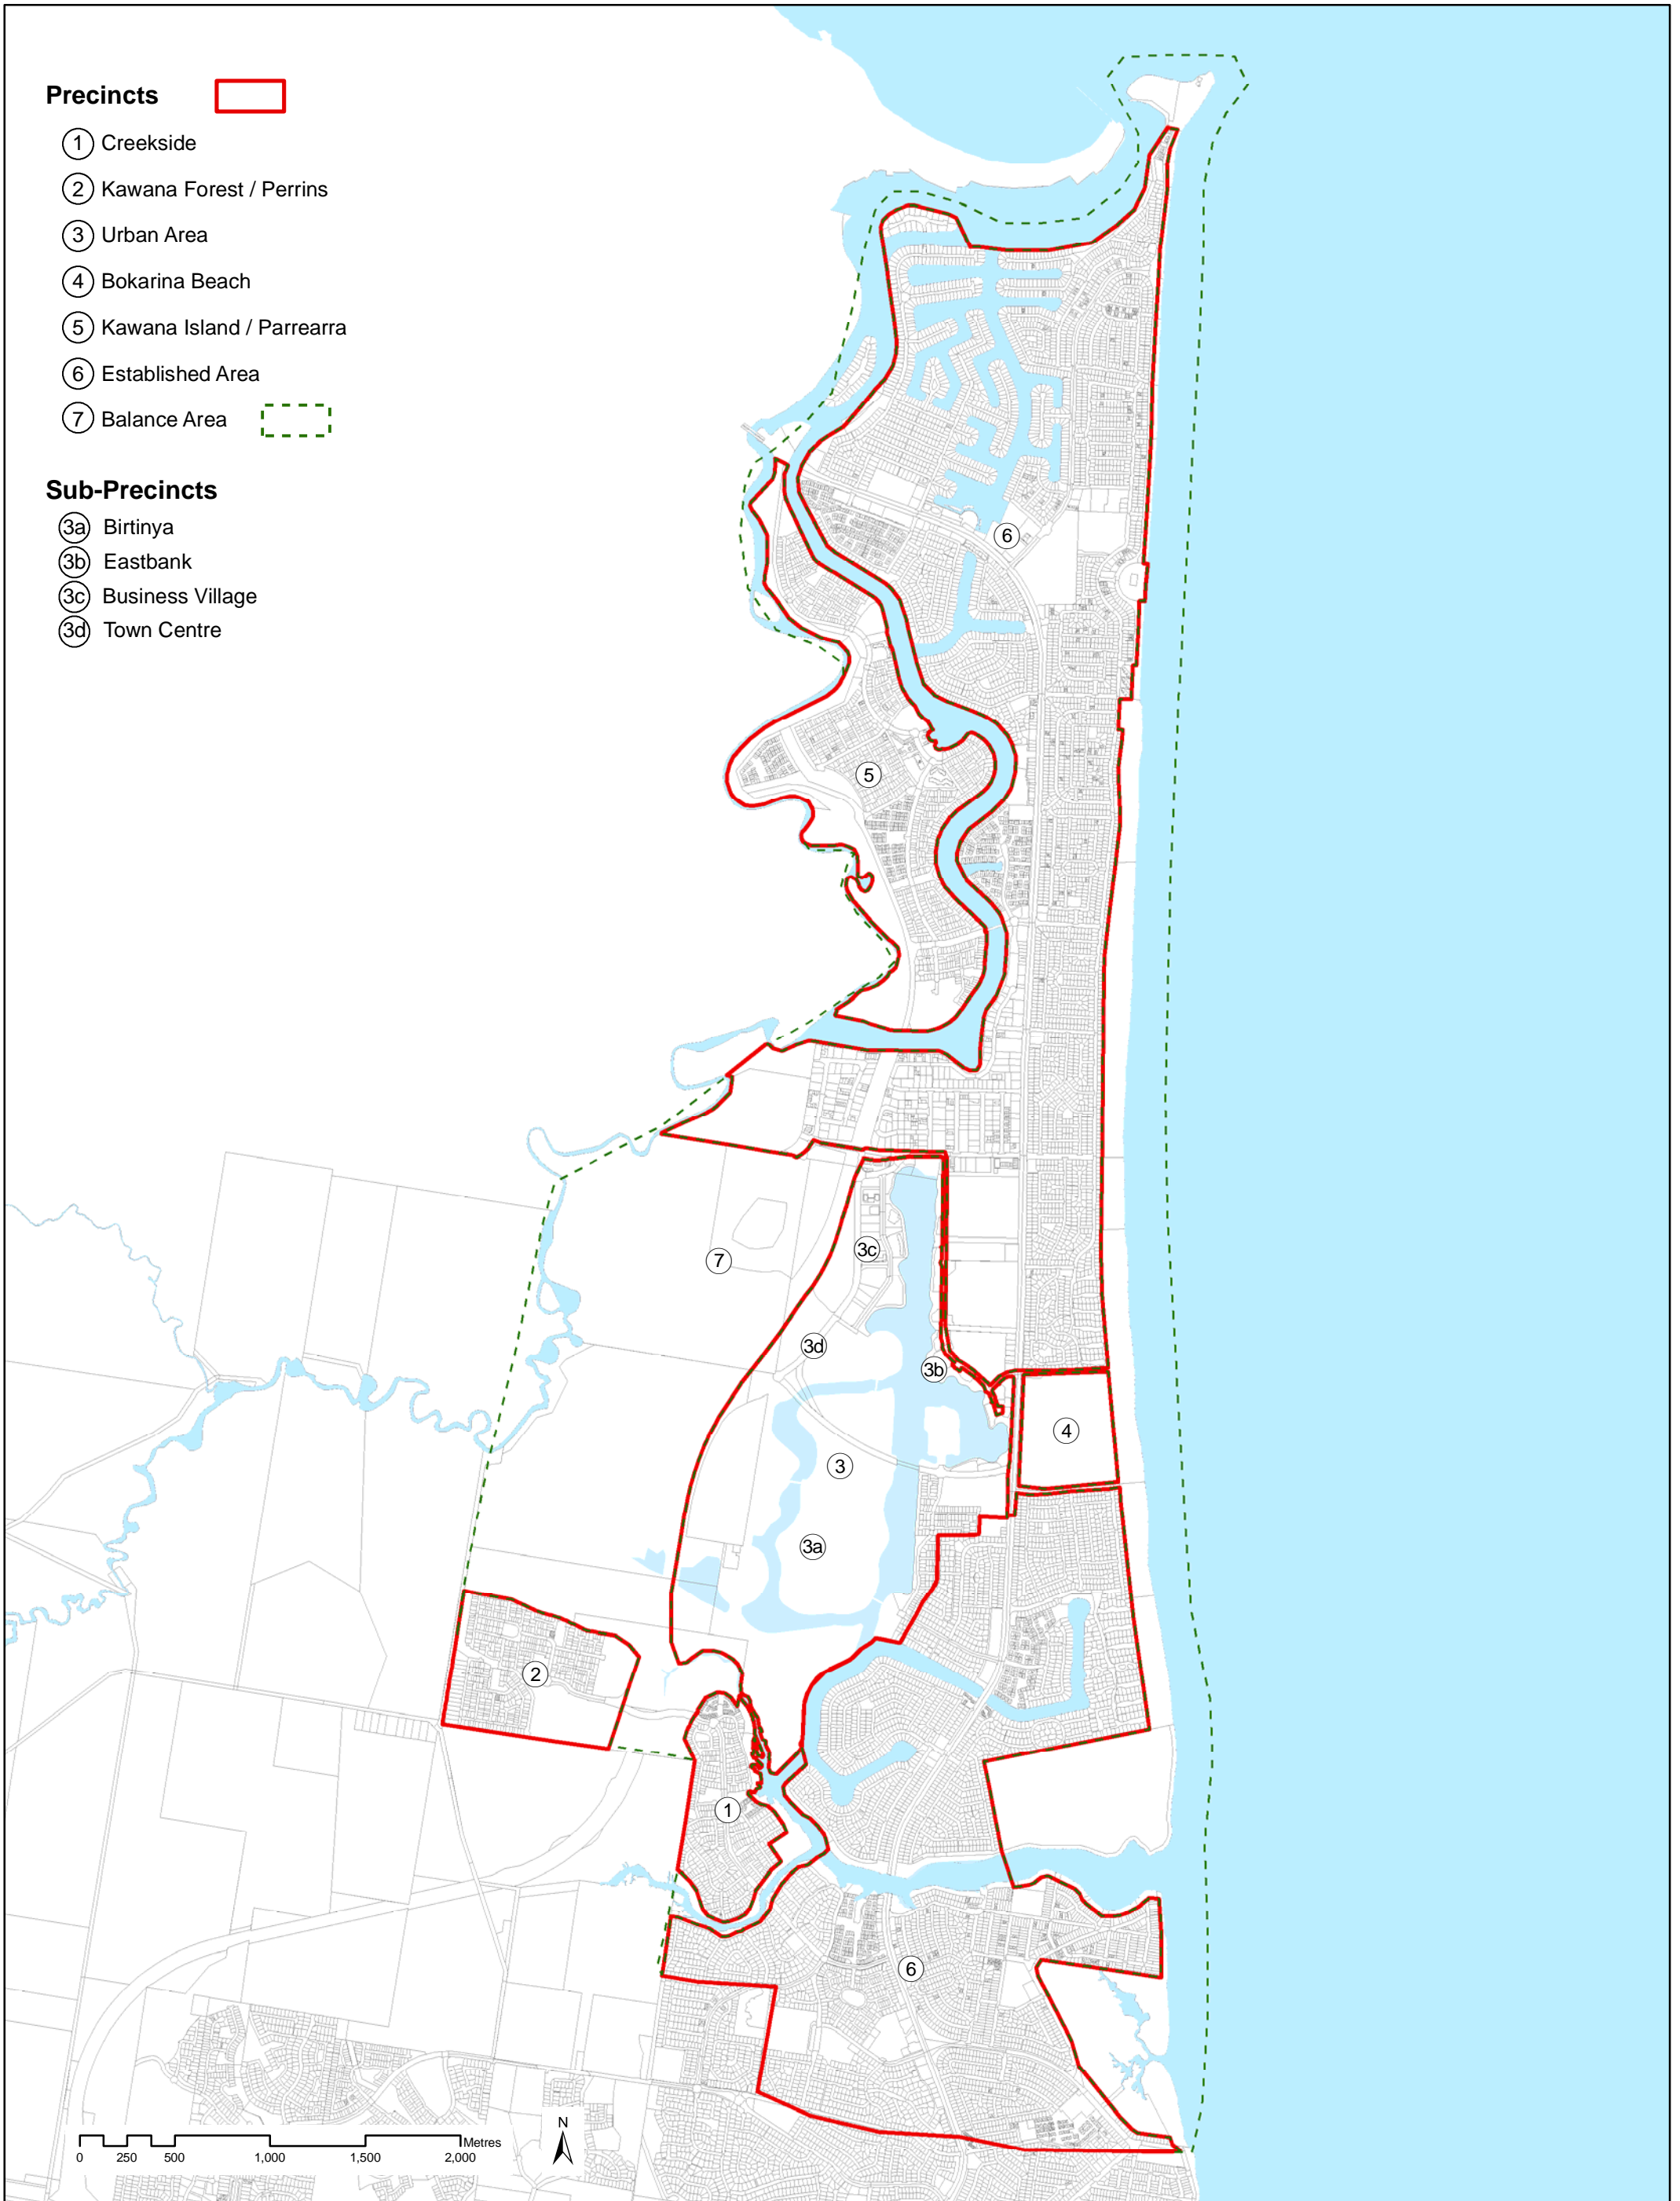 Precincts
1 Creekside
2 Kawana Forest / Perrins
3 Urban Area
4 Bokarina Beach
5 Kawana Island / Parrearra
6 Established Area
7 Balance Area
Sub-Precincts
3a Birtinya
3b Eastbank
3c Business Village
3d Town Centre
6
5
7
3c
3d
3b
4
3
3a
2
1
6
N
Metres
0 250 500 1,000 1,500 2,000